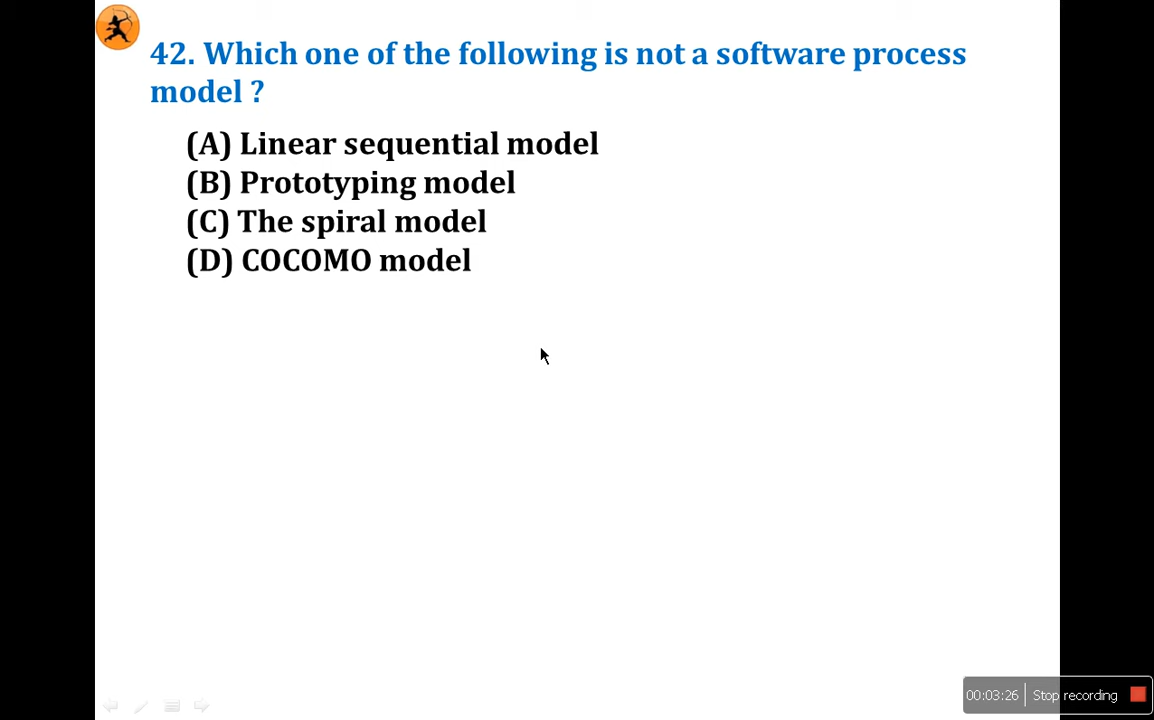 42. Which one of the following is not a software process
model ?
(A) Linear sequential model
(B) Prototyping model
(C) The spiral model
(D) COCOMO model
00:03:26 Stop recording